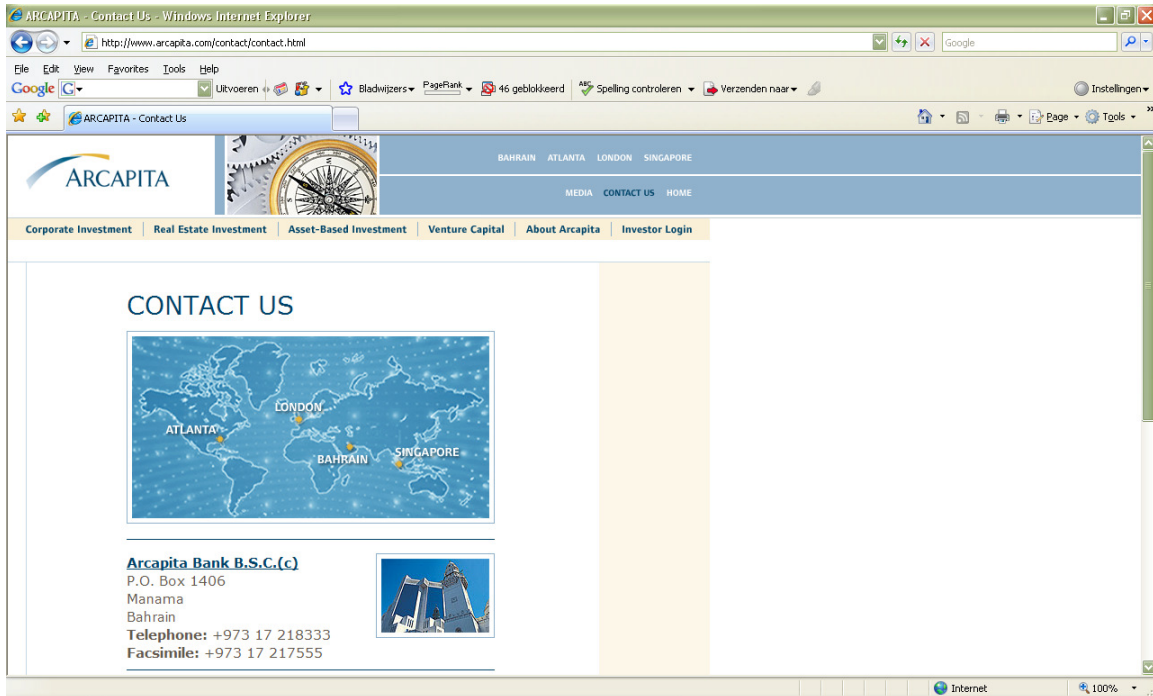 ARCAPITA - Contact Us - Windows Internet Explorer
http://www.arcapita.com/contact/contact.html
Google
File Edit View Favorites Tools Help
Google G Uitvoeren Bladwijzers PageRank 46 geblokkeerd ABC Spelling controleren Verzenden naar Instellingen
ARCAPITA - Contact Us Page Tools »
ARCAPITA
BAHRAIN ATLANTA LONDON SINGAPORE
MEDIA CONTACT US HOME
Corporate Investment Real Estate Investment Asset-Based Investment Venture Capital About Arcapita Investor Login
CONTACT US
LONDON
ATLANTA
BAHRAIN
SINGAPORE
Arcapita Bank B.S.C.(c)
P.O. Box 1406
Manama
Bahrain
Telephone: +973 17 218333
Facsimile: +973 17 217555
Internet 100%